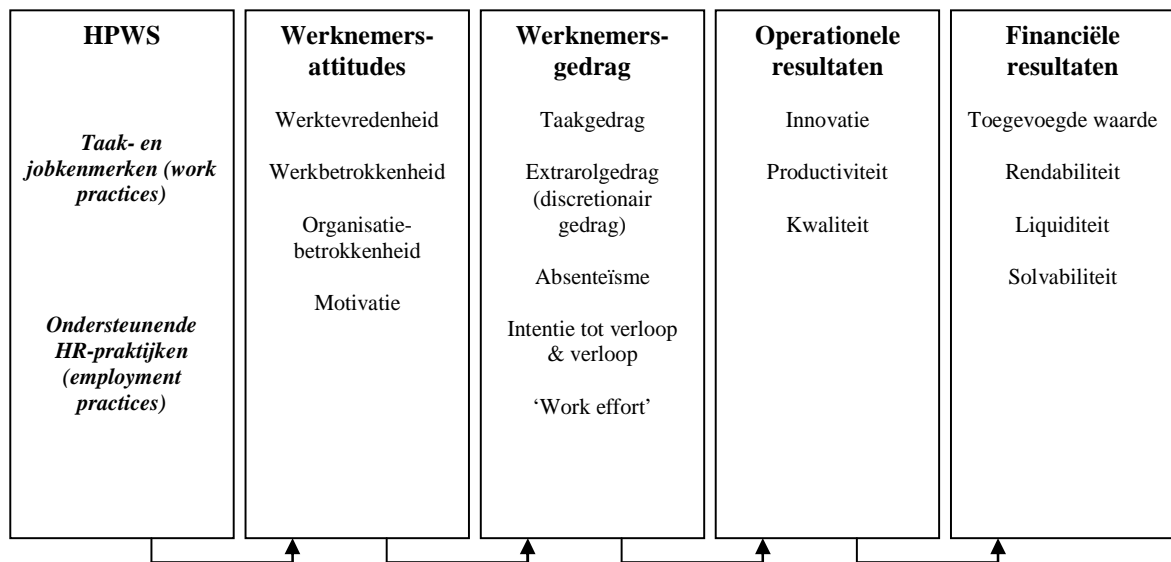 HPWS
Taak- en
jobkenmerken (work
practices)
Ondersteunende
HR-praktijken
(employment
practices)
Werknemers-
attitudes
Werktevredenheid
Werkbetrokkenheid
Organisatie-
betrokkenheid
Motivatie
Werknemers-
gedrag
Taakgedrag
Extrarolgedrag
(discretionair
gedrag)
Absenteïsme
Intentie tot verloop
& verloop
‘Work effort’
Operationele
resultaten
Innovatie
Productiviteit
Kwaliteit
Financiële
resultaten
Toegevoegde waarde
Rendabiliteit
Liquiditeit
Solvabiliteit